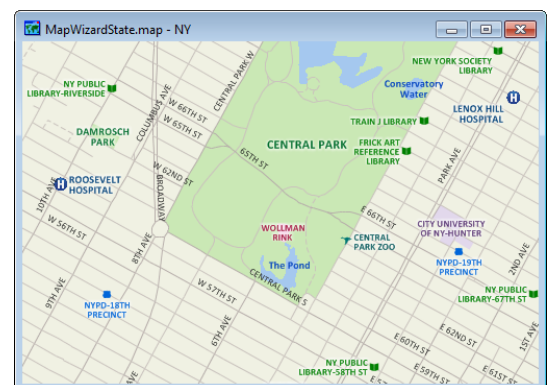 MapWizardState.map - NY
NEW YORK SOCIETY
LIBRARY
CENTRAL PARK W
NY PUBLIC
LIBRARY-RIVERSIDE
Conservatory
Water
COLUMBUS AVE
W 66TH ST
W 65TH ST
LENOX HILL
HOSPITAL
TRAIN J LIBRARY
DAMROSCH
PARK
CENTRAL PARK
FRICK ART
REFERENCE
LIBRARY
65TH ST
PARK AVE
W 62ND ST
ROOSEVELT
HOSPITAL
10TH AVE
BROADWAY
E 66TH ST
W 56TH ST
WOLLMAN
RINK
CITY UNIVERSITY
OF NY-HUNTER
CENTRAL
PARK ZOO
8TH AVE
The Pond
NYPD-19TH
PRECINCT
2ND AVE
CENTRAL PARK S
W 57TH ST
9TH AVE
NYPD-18TH
PRECINCT
NY PUBLIC
LIBRARY-67TH ST
6TH AVE
E 60TH ST
E 62ND ST
1ST AVE
NY PUBLIC
LIBRARY-58TH ST
E 59TH ST
E 61ST